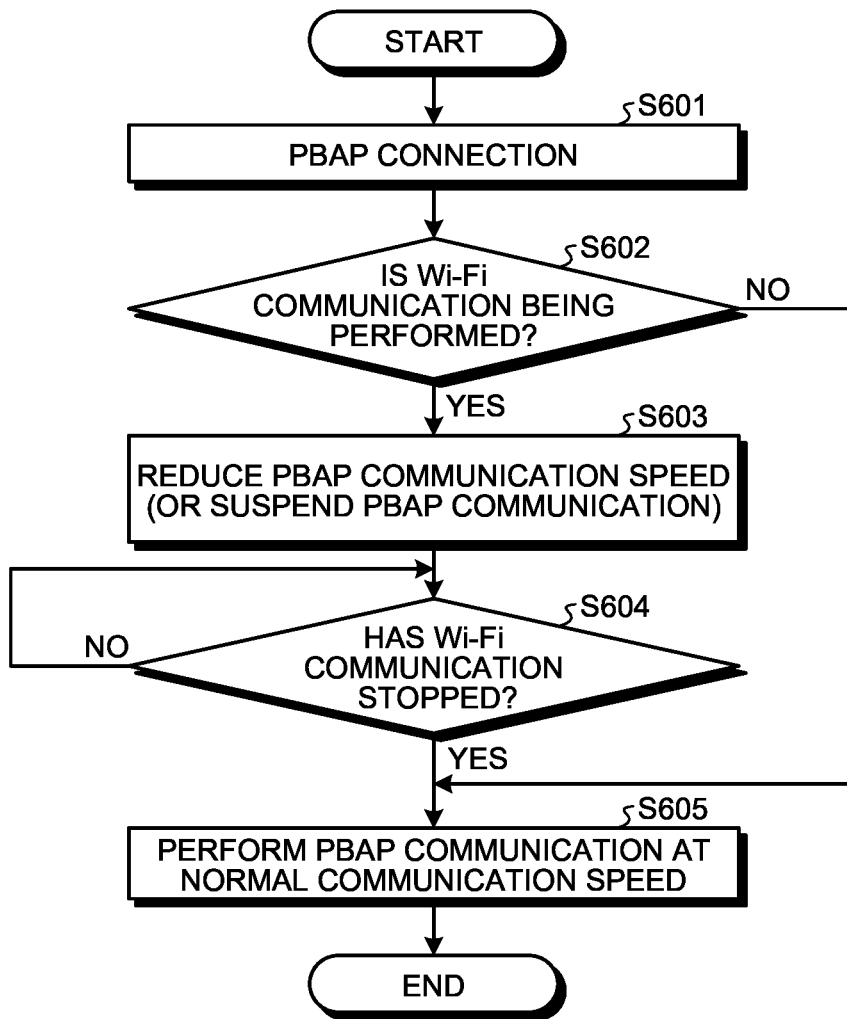 START
S601
PBAP CONNECTION
S602
IS Wi-Fi
COMMUNICATION BEING
PERFORMED?
NO
YES
S603
REDUCE PBAP COMMUNICATION SPEED
(OR SUSPEND PBAP COMMUNICATION)
S604
NO
HAS Wi-Fi
COMMUNICATION
STOPPED?
YES
S605
PERFORM PBAP COMMUNICATION AT
NORMAL COMMUNICATION SPEED
END